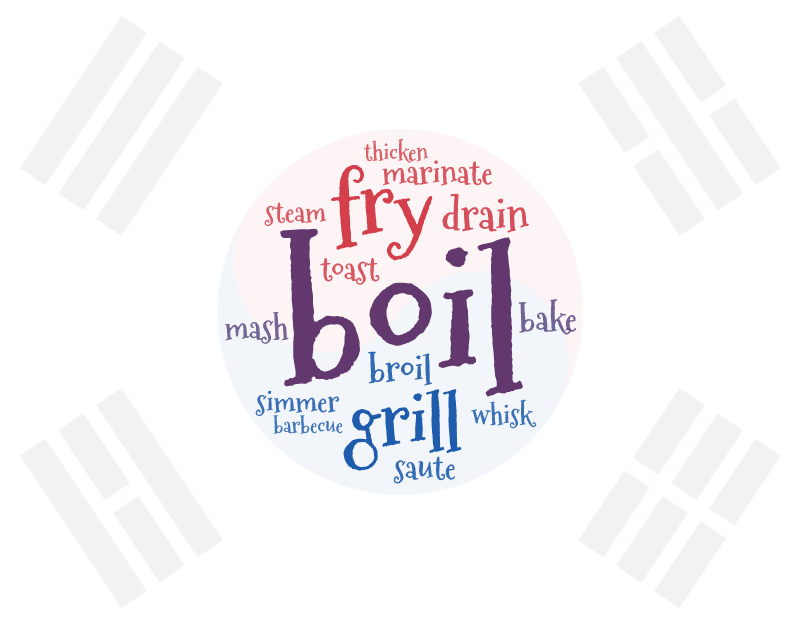 thicken
marinate
fry
steam
drain
toast
boil
mash
bake
broil
simmer
grill
whisk
barbecue
saute